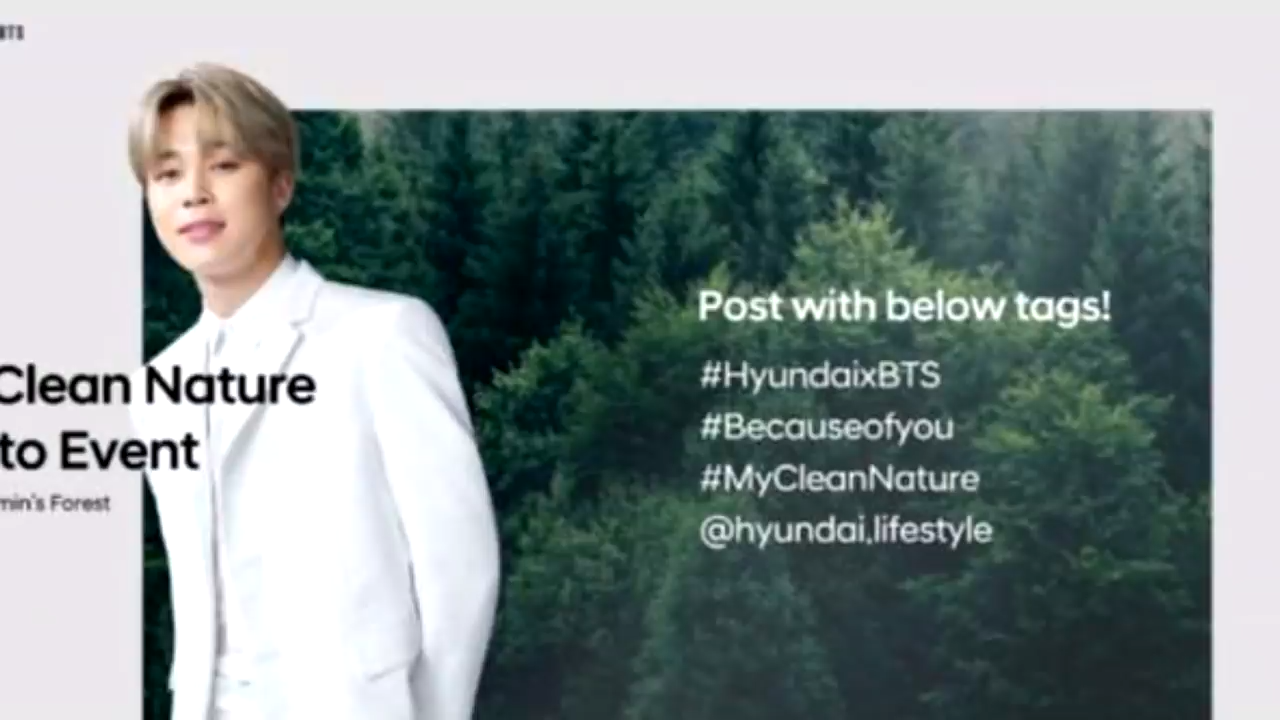 BTS
Clean Nature
to Event
min's Forest
Post with below tags!
#HyundaixBTS
#Becauseofyou
#MyCleanNature
@hyundai.lifestyle